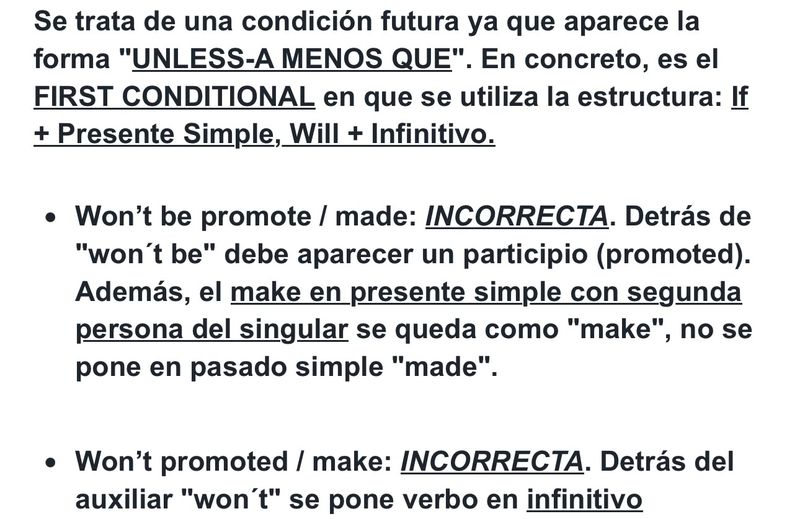 Se trata de una condición futura ya que aparece la
forma "UNLESS-A MENOS QUE". En concreto, es el
FIRST CONDITIONAL en que se utiliza la estructura: If
+ Presente Simple, Will + Infinitivo.
• Won’t be promote / made: INCORRECTA. Detrás de
"won´t be" debe aparecer un participio (promoted).
Además, el make en presente simple con segunda
persona del singular se queda como "make", no se
pone en pasado simple "made".
• Won’t promoted / make: INCORRECTA. Detrás del
auxiliar "won´t" se pone verbo en infinitivo